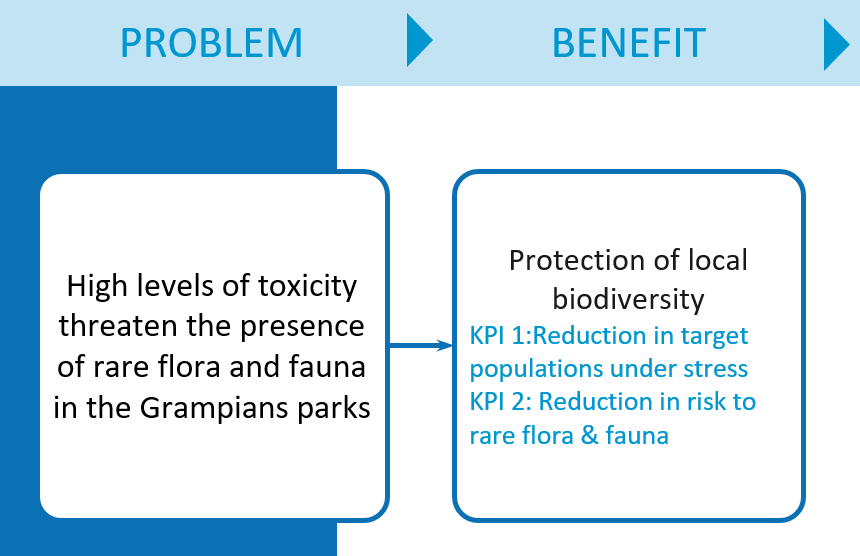 PROBLEM
BENEFIT
High levels of toxicity
threaten the presence
of rare flora and fauna
in the Grampians parks
Protection of local
biodiversity
KPI 1:Reduction in target
populations under stress
KPI 2: Reduction in risk to
rare flora & fauna